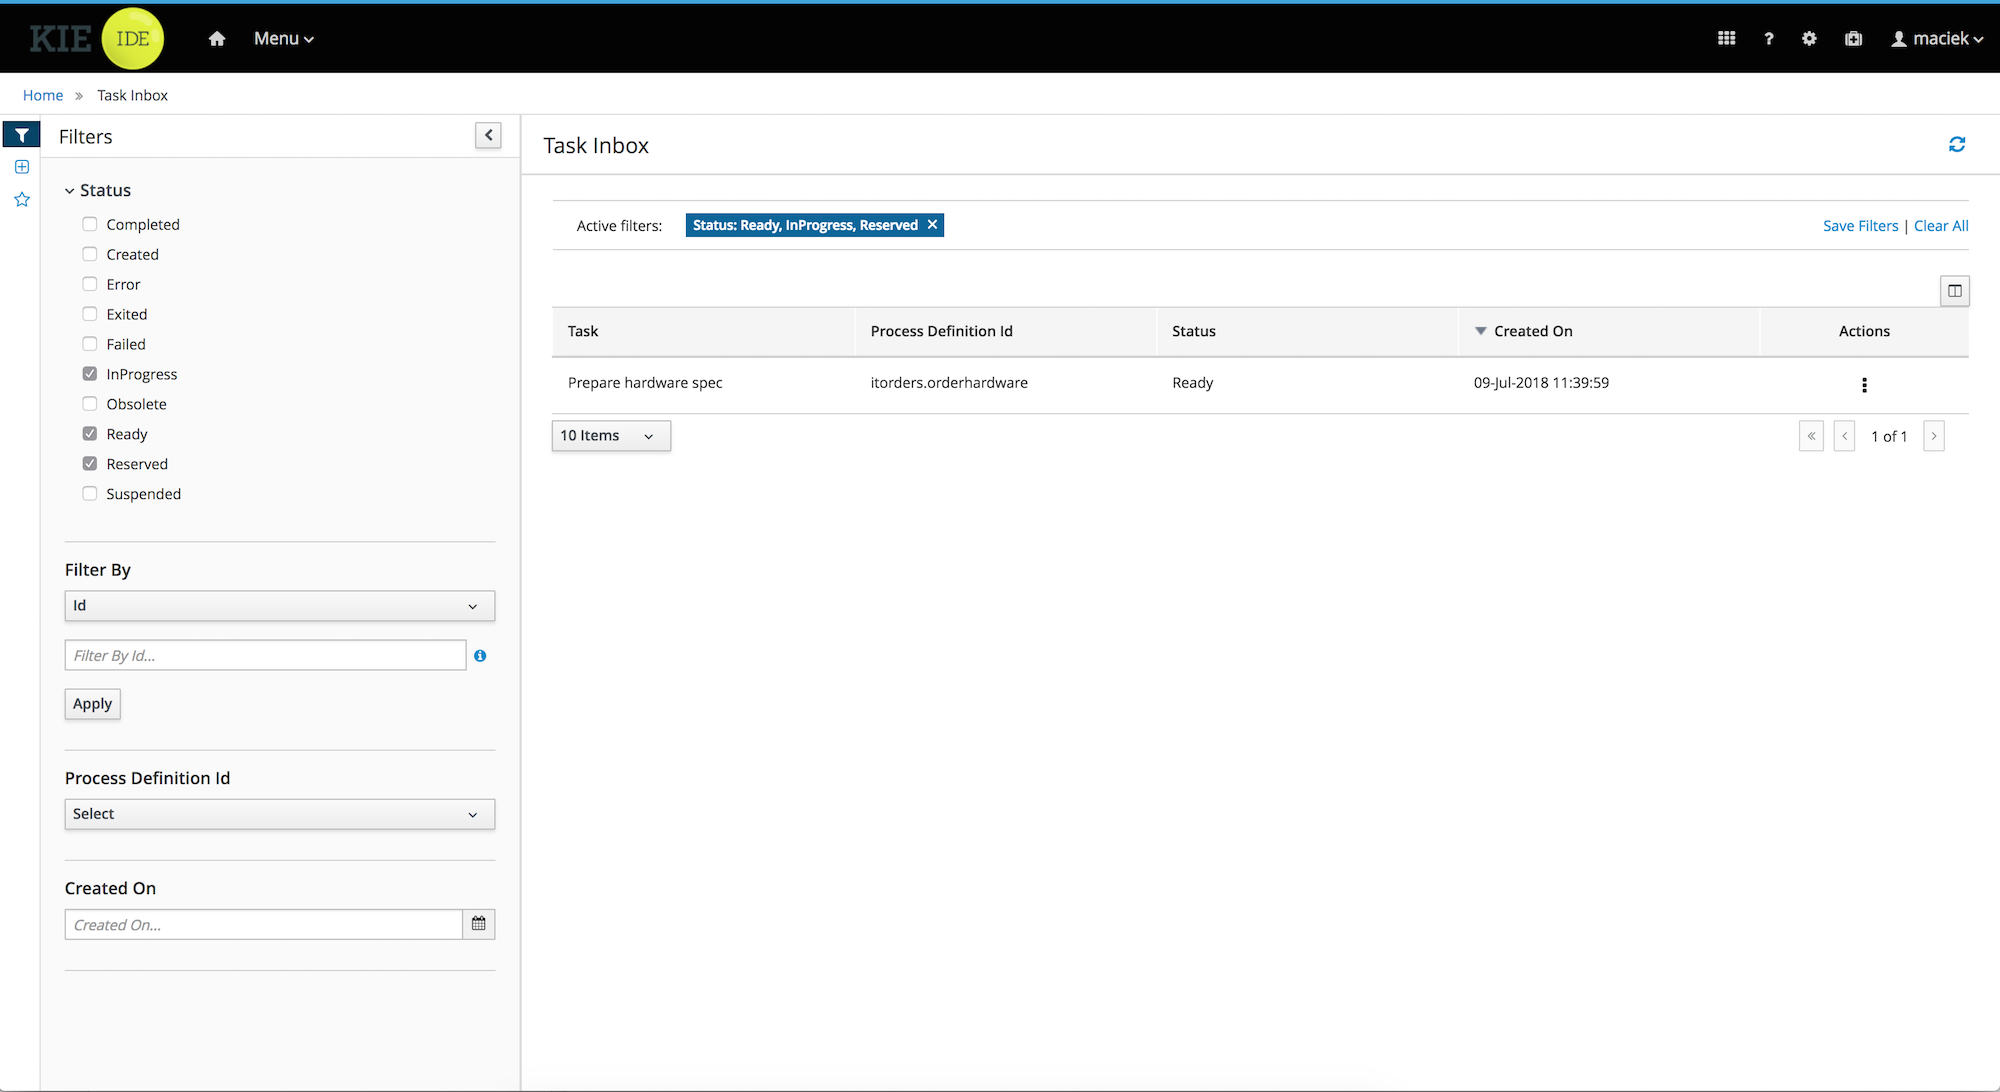 KIE IDE Menu ? maciek
Home » Task Inbox
Filters
Status
Completed
Created
Error
Exited
Failed
InProgress
Obsolete
Ready
Reserved
Suspended
Filter By
Id
Filter By Id...
Apply
Process Definition Id
Select
Created On
Created On...
Task Inbox
Active filters: Status: Ready, InProgress, Reserved ✕ Save Filters | Clear All
Task Process Definition Id Status Created On Actions
Prepare hardware spec itorders.orderhardware Ready 09-Jul-2018 11:39:59
10 Items « < 1 of 1 >